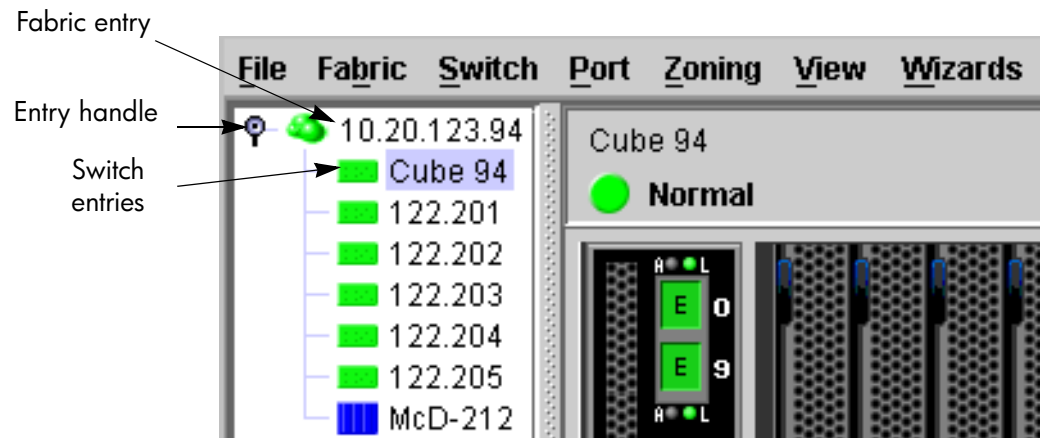 Fabric entry
File Fabric Switch Port Zoning View Wizards
Entry handle
10.20.123.94
Cube 94
Switch
entries
Cube 94
Normal
122.201
122.202
122.203
122.204
122.205
McD-212
A L
E 0
E 9
A L